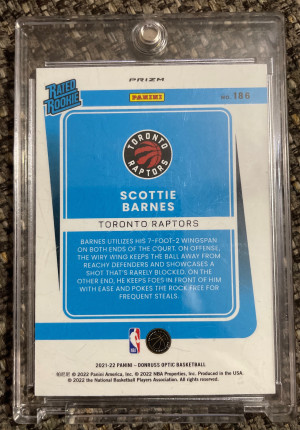 PRIZM
RATED
ROOKIE
PANINI
NO. 186
TORONTO
RAPTORS
SCOTTIE
BARNES
TORONTO RAPTORS
BARNES UTILIZES HIS 7-FOOT-2 WINGSPAN
ON BOTH ENDS OF THE COURT. ON OFFENSE,
THE WIRY WING KEEPS THE BALL AWAY FROM
REACHY DEFENDERS AND SHOWCASES A
SHOT THAT'S RARELY BLOCKED. ON THE
OTHER END, HE KEEPS FOES IN FRONT OF HIM
WITH EASE AND POKES THE ROCK FREE FOR
FREQUENT STEALS.
2021-22 PANINI - DONRUSS OPTIC BASKETBALL
© 2022 Panini America, Inc. © 2022 NBA Properties, Inc. Produced in the USA
© 2022 the National Basketball Players Association. All rights reserved.